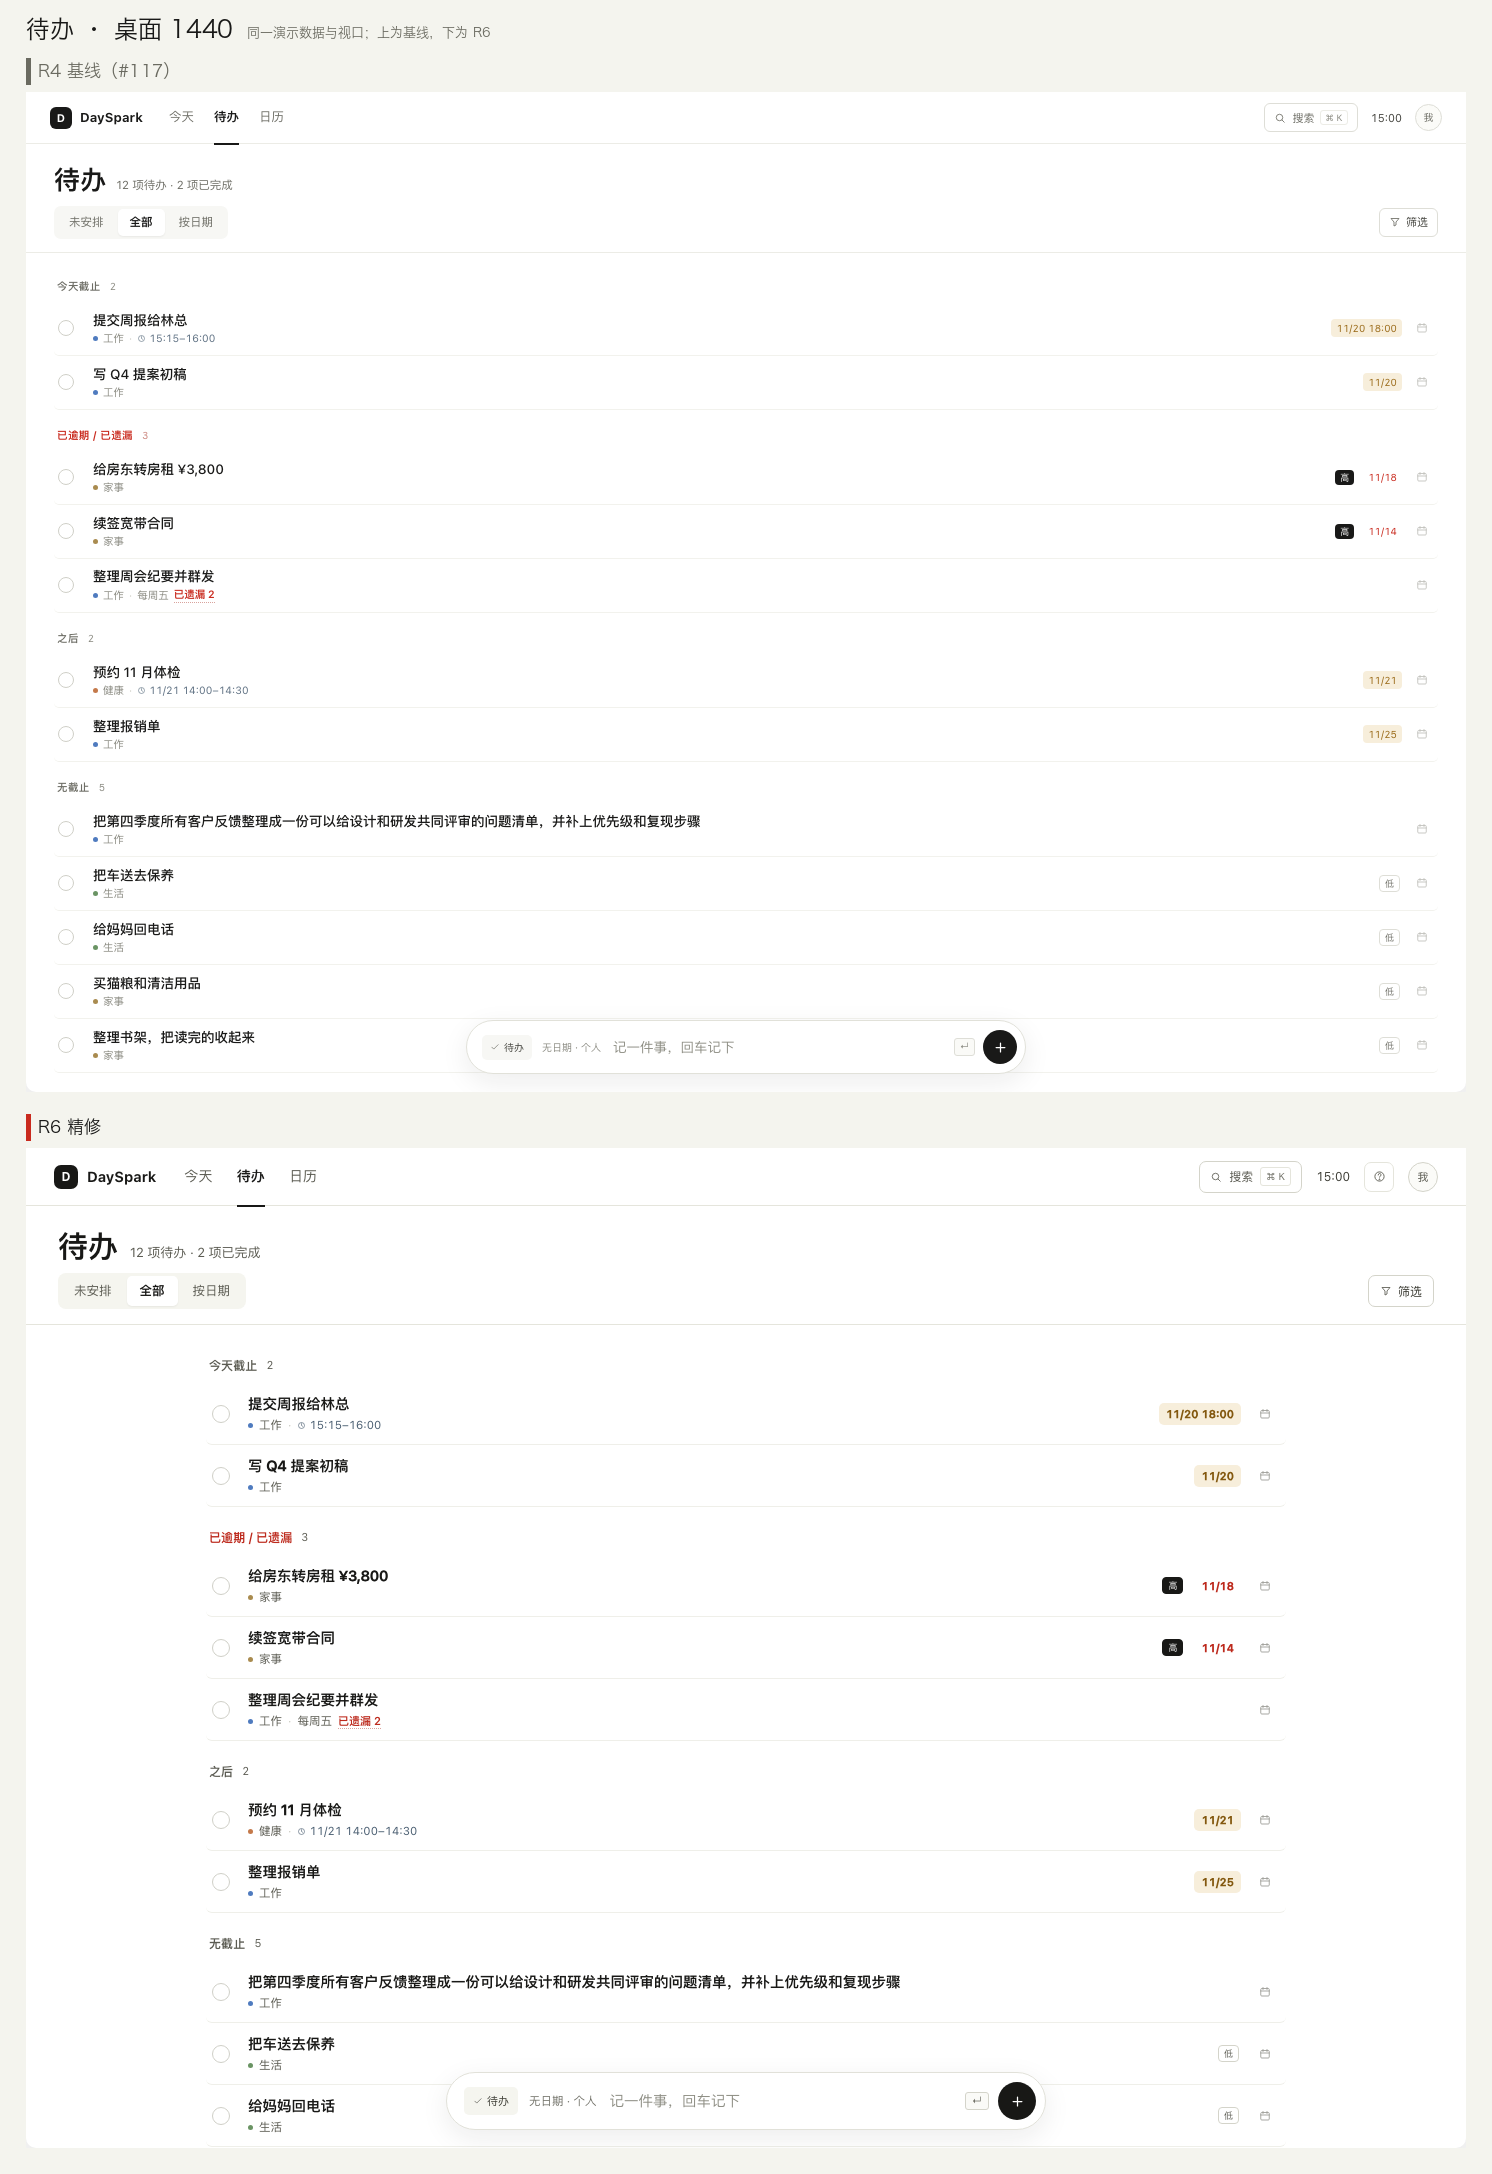 待办 · 桌面 1440 同一演示数据与视口；上为基线，下为 R6
R4 基线（#117）
D DaySpark 今天 待办 日历 搜索 ⌘ K 15:00 我
待办 12 项待办 · 2 项已完成
未安排 全部 按日期 筛选
今天截止 2
提交周报给林总
工作 · 15:15–16:00 11/20 18:00
写 Q4 提案初稿
工作 11/20
已逾期 / 已遗漏 3
给房东转房租 ¥3,800
家事 高 11/18
续签宽带合同
家事 高 11/14
整理周会纪要并群发
工作 · 每周五 已遗漏 2
之后 2
预约 11 月体检
健康 · 11/21 14:00–14:30 11/21
整理报销单
工作 11/25
无截止 5
把第四季度所有客户反馈整理成一份可以给设计和研发共同评审的问题清单，并补上优先级和复现步骤
工作
把车送去保养
生活 低
给妈妈回电话
生活 低
买猫粮和清洁用品
家事 低
整理书架，把读完的收起来
家事 低
待办 无日期 · 个人 记一件事，回车记下
R6 精修
D DaySpark 今天 待办 日历 搜索 ⌘ K 15:00 我
待办 12 项待办 · 2 项已完成
未安排 全部 按日期 筛选
今天截止 2
提交周报给林总
工作 · 15:15–16:00 11/20 18:00
写 Q4 提案初稿
工作 11/20
已逾期 / 已遗漏 3
给房东转房租 ¥3,800
家事 高 11/18
续签宽带合同
家事 高 11/14
整理周会纪要并群发
工作 · 每周五 已遗漏 2
之后 2
预约 11 月体检
健康 · 11/21 14:00–14:30 11/21
整理报销单
工作 11/25
无截止 5
把第四季度所有客户反馈整理成一份可以给设计和研发共同评审的问题清单，并补上优先级和复现步骤
工作
把车送去保养
生活 低
给妈妈回电话
生活 低
待办 无日期 · 个人 记一件事，回车记下